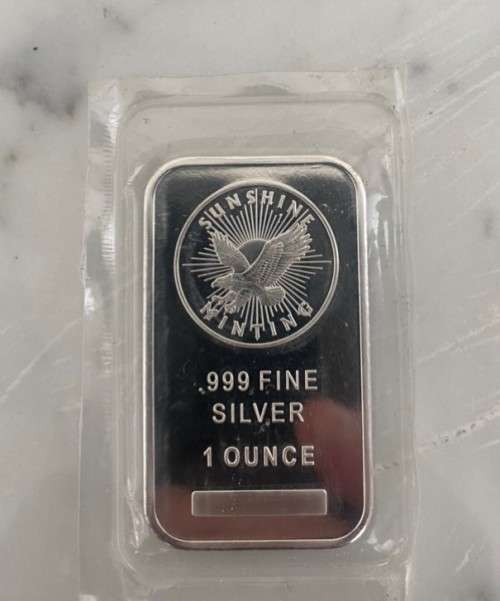 SUNSHINE
MINTING
.999 FINE
SILVER
1 OUNCE